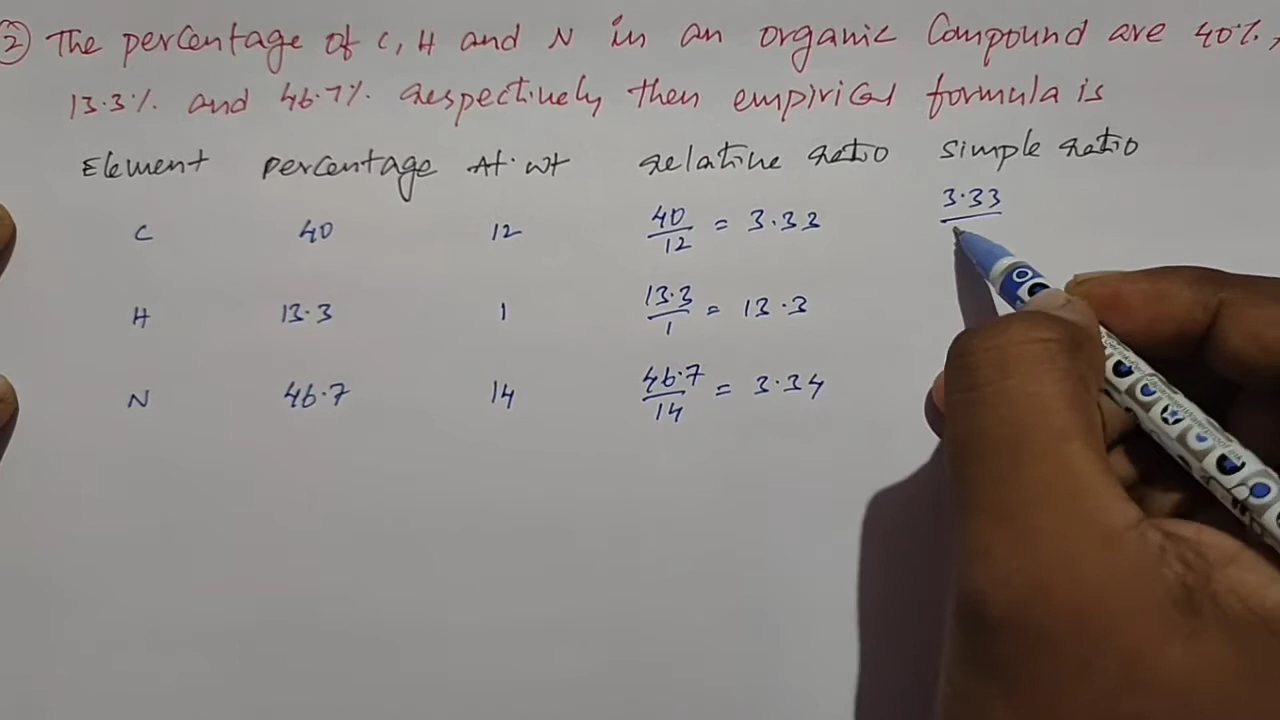 ② The percentage of C, H and N in an organic Compound are 40%,
13.3% and 46.7% respectively then empirical formula is
Element percentage At. wt relative ratio simple ratio
C 40 12 40/12 = 3.33 3.33
H 13.3 1 13.3/1 = 13.3
N 46.7 14 46.7/14 = 3.34